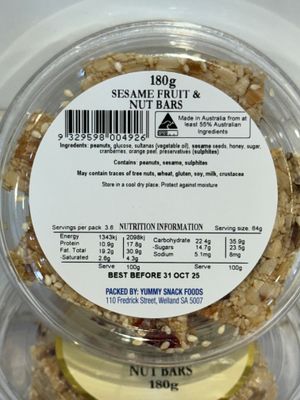 180g
SESAME FRUIT &
NUT BARS
Made in Australia from at
least 55% Australian
Ingredients
9 329598 004926
Ingredients: peanuts, glucose, sultanas (vegetable oil), sesame seeds, honey, sugar,
cranberries, orange peel, preservatives (sulphites)
Contains: peanuts, sesame, sulphites
May contain traces of tree nuts, wheat, gluten, soy, milk, crustacea
Store in a cool dry place. Protect against moisture
Servings per pack 3.6 NUTRITION INFORMATION Serving size: 64g
Energy 1343kj 2098kj Carbohydrate 22.4g 35.9g
Protein 10.9g 17.8g -Sugars 14.7g 23.5g
Fat. Total 19.2g 30.9g Sodium 5.1mg 8mg
-Saturated 2.6g 4.3g
Serve 100g Serve 100g
BEST BEFORE 31 OCT 25
PACKED BY: YUMMY SNACK FOODS
110 Fredrick Street, Welland SA 5007
NUT BARS
180g